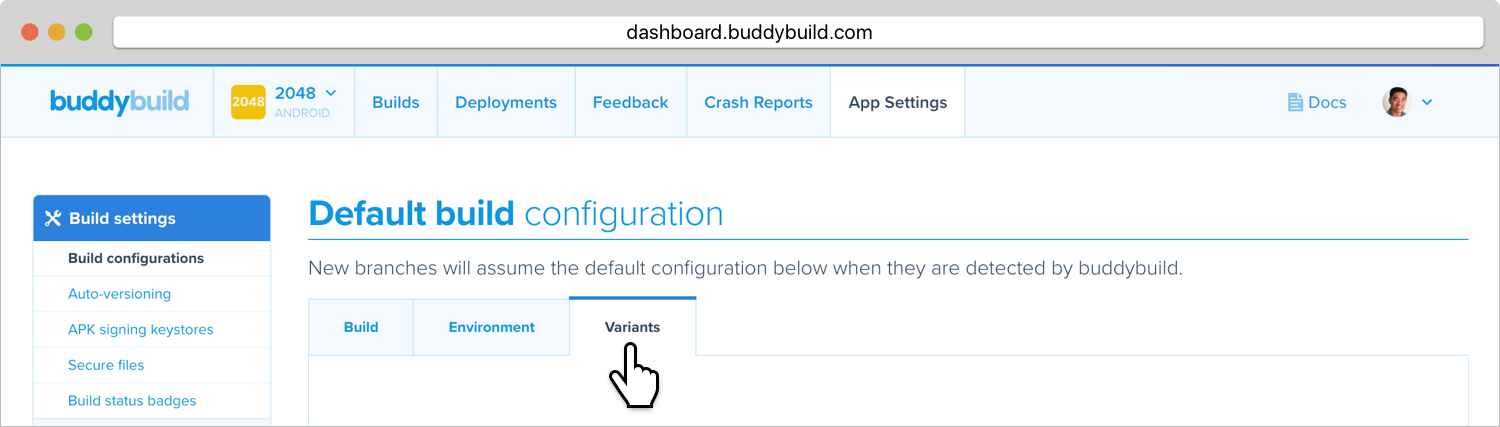 dashboard.buddybuild.com
buddybuild
2048
2048
ANDROID
Builds
Deployments
Feedback
Crash Reports
App Settings
Docs
Build settings
Build configurations
Auto-versioning
APK signing keystores
Secure files
Build status badges
Default build configuration
New branches will assume the default configuration below when they are detected by buddybuild.
Build
Environment
Variants